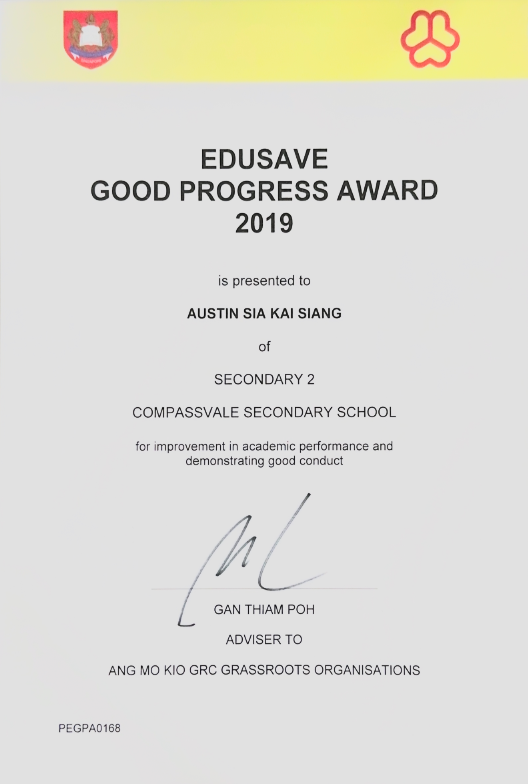 EDUSAVE
GOOD PROGRESS AWARD
2019
is presented to
AUSTIN SIA KAI SIANG
of
SECONDARY 2
COMPASSVALE SECONDARY SCHOOL
for improvement in academic performance and
demonstrating good conduct
GAN THIAM POH
ADVISER TO
ANG MO KIO GRC GRASSROOTS ORGANISATIONS
PEGPA0168